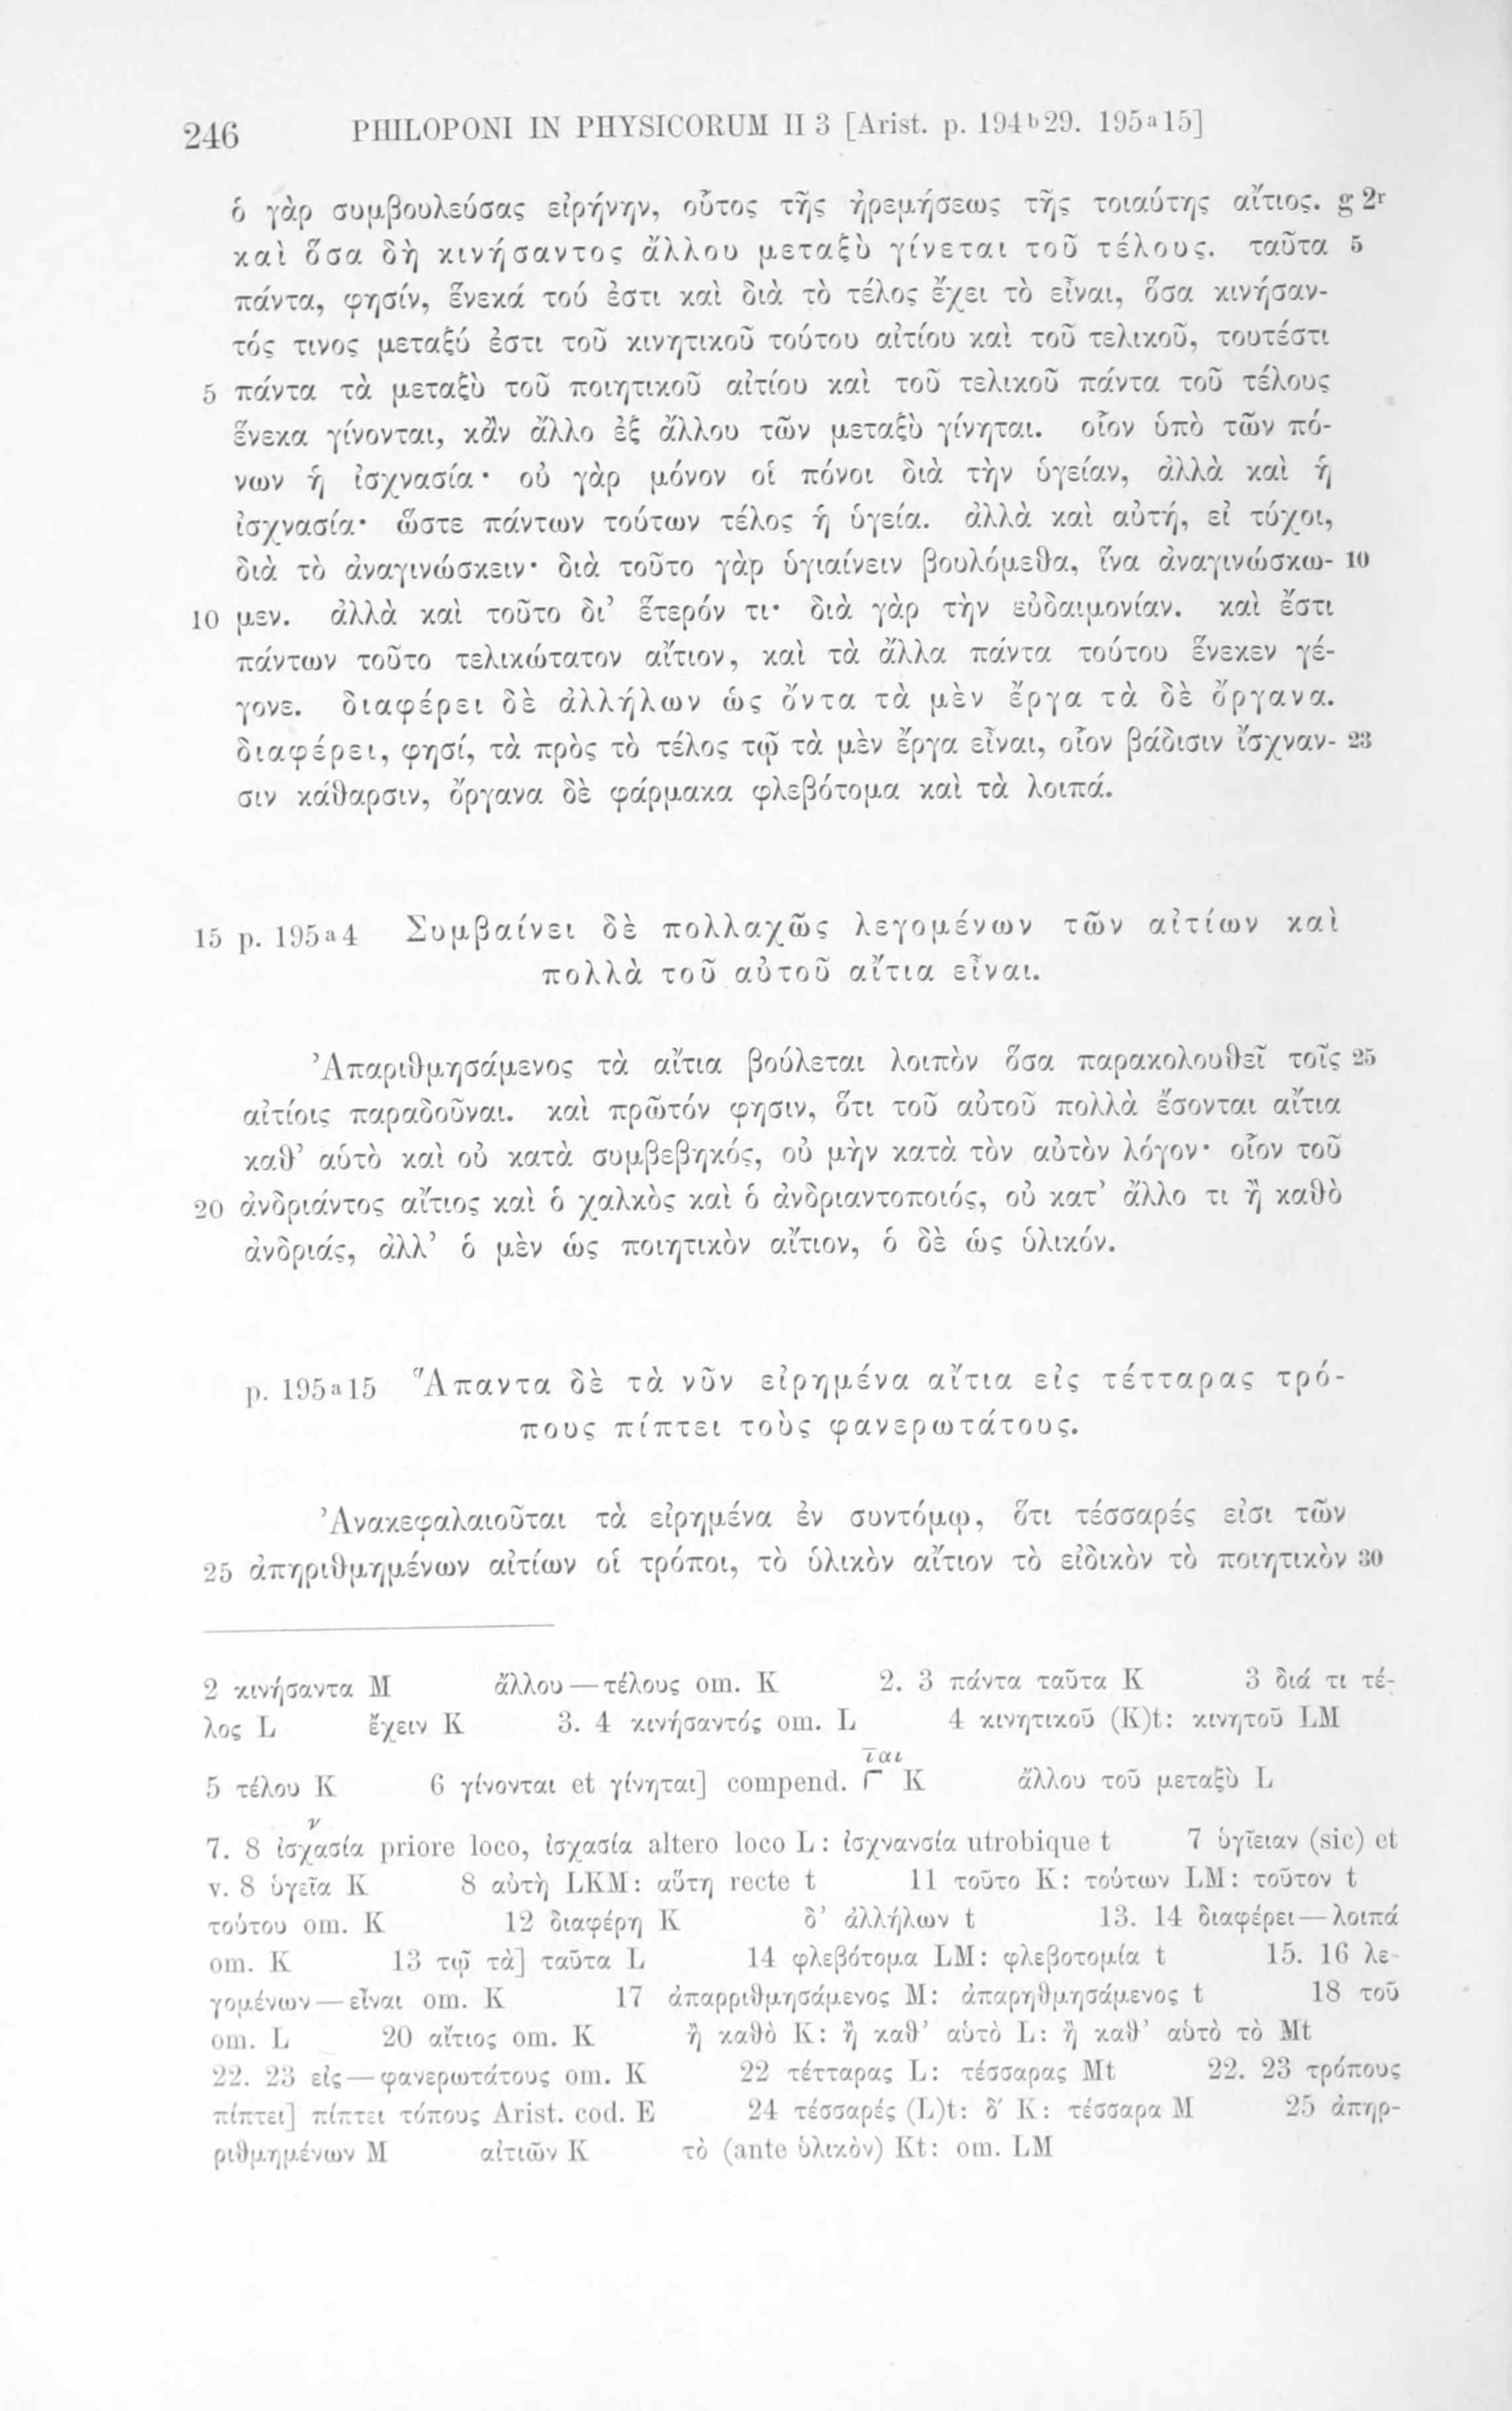 246 PHILOPONI IN PHYSICORUM II 3 [Arist. p. 194b29. 195a15]
ὁ γὰρ συμβουλεύσας εἰρήνην, οὗτος τῆς ἠρεμήσεως τῆς τοιαύτης αἴτιος. g 2r
καὶ ὅσα δὴ κινήσαντος ἄλλου μεταξὺ γίνεται τοῦ τέλους. ταῦτα 5
πάντα, φησίν, ἕνεκά τού ἐστι καὶ διὰ τὸ τέλος ἔχει τὸ εἶναι, ὅσα κινήσαν-
τός τινος μεταξύ ἐστι τοῦ κινητικοῦ τούτου αἰτίου καὶ τοῦ τελικοῦ, τουτέστι
5 πάντα τὰ μεταξὺ τοῦ ποιητικοῦ αἰτίου καὶ τοῦ τελικοῦ πάντα τοῦ τέλους
ἕνεκα γίνονται, κἂν ἄλλο ἐξ ἄλλου τῶν μεταξὺ γίνηται. οἷον ὑπὸ τῶν πό-
νων ἡ ἰσχνασία· οὐ γὰρ μόνον οἱ πόνοι διὰ τὴν ὑγείαν, ἀλλὰ καὶ ἡ
ἰσχνασία· ὥστε πάντων τούτων τέλος ἡ ὑγεία. ἀλλὰ καὶ αὐτή, εἰ τύχοι,
διὰ τὸ ἀναγινώσκειν· διὰ τοῦτο γὰρ ὑγιαίνειν βουλόμεθα, ἵνα ἀναγινώσκω- 10
10 μεν. ἀλλὰ καὶ τοῦτο δι’ ἕτερόν τι· διὰ γὰρ τὴν εὐδαιμονίαν. καὶ ἔστι
πάντων τοῦτο τελικώτατον αἴτιον, καὶ τὰ ἄλλα πάντα τούτου ἕνεκεν γέ-
γονε. διαφέρει δὲ ἀλλήλων ὡς ὄντα τὰ μὲν ἔργα τὰ δὲ ὄργανα.
διαφέρει, φησί, τὰ πρὸς τὸ τέλος τῷ τὰ μὲν ἔργα εἶναι, οἷον βάδισιν ἴσχναν- 23
σιν κάθαρσιν, ὄργανα δὲ φάρμακα φλεβότομα καὶ τὰ λοιπά.
15 p. 195a4 Συμβαίνει δὲ πολλαχῶς λεγομένων τῶν αἰτίων καὶ
πολλὰ τοῦ αὐτοῦ αἴτια εἶναι.
Ἀπαριθμησάμενος τὰ αἴτια βούλεται λοιπὸν ὅσα παρακολουθεῖ τοῖς 25
αἰτίοις παραδοῦναι. καὶ πρῶτόν φησιν, ὅτι τοῦ αὐτοῦ πολλὰ ἔσονται αἴτια
καθ’ αὑτὸ καὶ οὐ κατὰ συμβεβηκός, οὐ μὴν κατὰ τὸν αὐτὸν λόγον· οἷον τοῦ
20 ἀνδριάντος αἴτιος καὶ ὁ χαλκὸς καὶ ὁ ἀνδριαντοποιός, οὐ κατ’ ἄλλο τι ἢ καθὸ
ἀνδριάς, ἀλλ’ ὁ μὲν ὡς ποιητικὸν αἴτιον, ὁ δὲ ὡς ὑλικόν.
p. 195a15 Ἅπαντα δὲ τὰ νῦν εἰρημένα αἴτια εἰς τέτταρας τρό-
πους πίπτει τοὺς φανερωτάτους.
Ἀνακεφαλαιοῦται τὰ εἰρημένα ἐν συντόμῳ, ὅτι τέσσαρές εἰσι τῶν
25 ἀπηριθμημένων αἰτίων οἱ τρόποι, τὸ ὑλικὸν αἴτιον τὸ εἰδικὸν τὸ ποιητικὸν 30
2 κινήσαντα M ἄλλου—τέλους om. K 2. 3 πάντα ταῦτα K 3 διά τι τέ-
λος L ἔχειν K 3. 4 κινήσαντός om. L 4 κινητικοῦ (K)t: κινητοῦ LM
5 τέλου K 6 γίνονται et γίνηται] compend. Γ ιαι K ἄλλου τοῦ μεταξὺ L
7. 8 ἰσχνασία priore loco, ἰσχασία altero loco L: ἰσχνανσία utrobique t 7 ὑγῖειαν (sic) et
v. 8 ὑγεῖα K 8 αὐτὴ LKM: αὕτη recte t 11 τοῦτο K: τούτων LM: τοῦτον t
τούτου om. K 12 διαφέρη K δ’ ἀλλήλων t 13. 14 διαφέρει—λοιπά
om. K 13 τῷ τὰ] ταῦτα L 14 φλεβότομα LM: φλεβοτομία t 15. 16 λε-
γομένων—εἶναι om. K 17 ἀπαρριθμησάμενος M: ἀπαρηθμησάμενος t 18 τοῦ
om. L 20 αἴτιος om. K ἢ καθὸ K: ἢ καθ’ αὑτὸ L: ἢ καθ’ αὑτὸ τὸ Mt
22. 23 εἰς—φανερωτάτους om. K 22 τέτταρας L: τέσσαρας Mt 22. 23 τρόπους
πίπτει] πίπτει τόπους Arist. cod. E 24 τέσσαρές (L)t: δ′ K: τέσσαρα M 25 ἀπηρ-
ριθμημένων M αἰτιῶν K τὸ (ante ὑλικὸν) Kt: om. LM